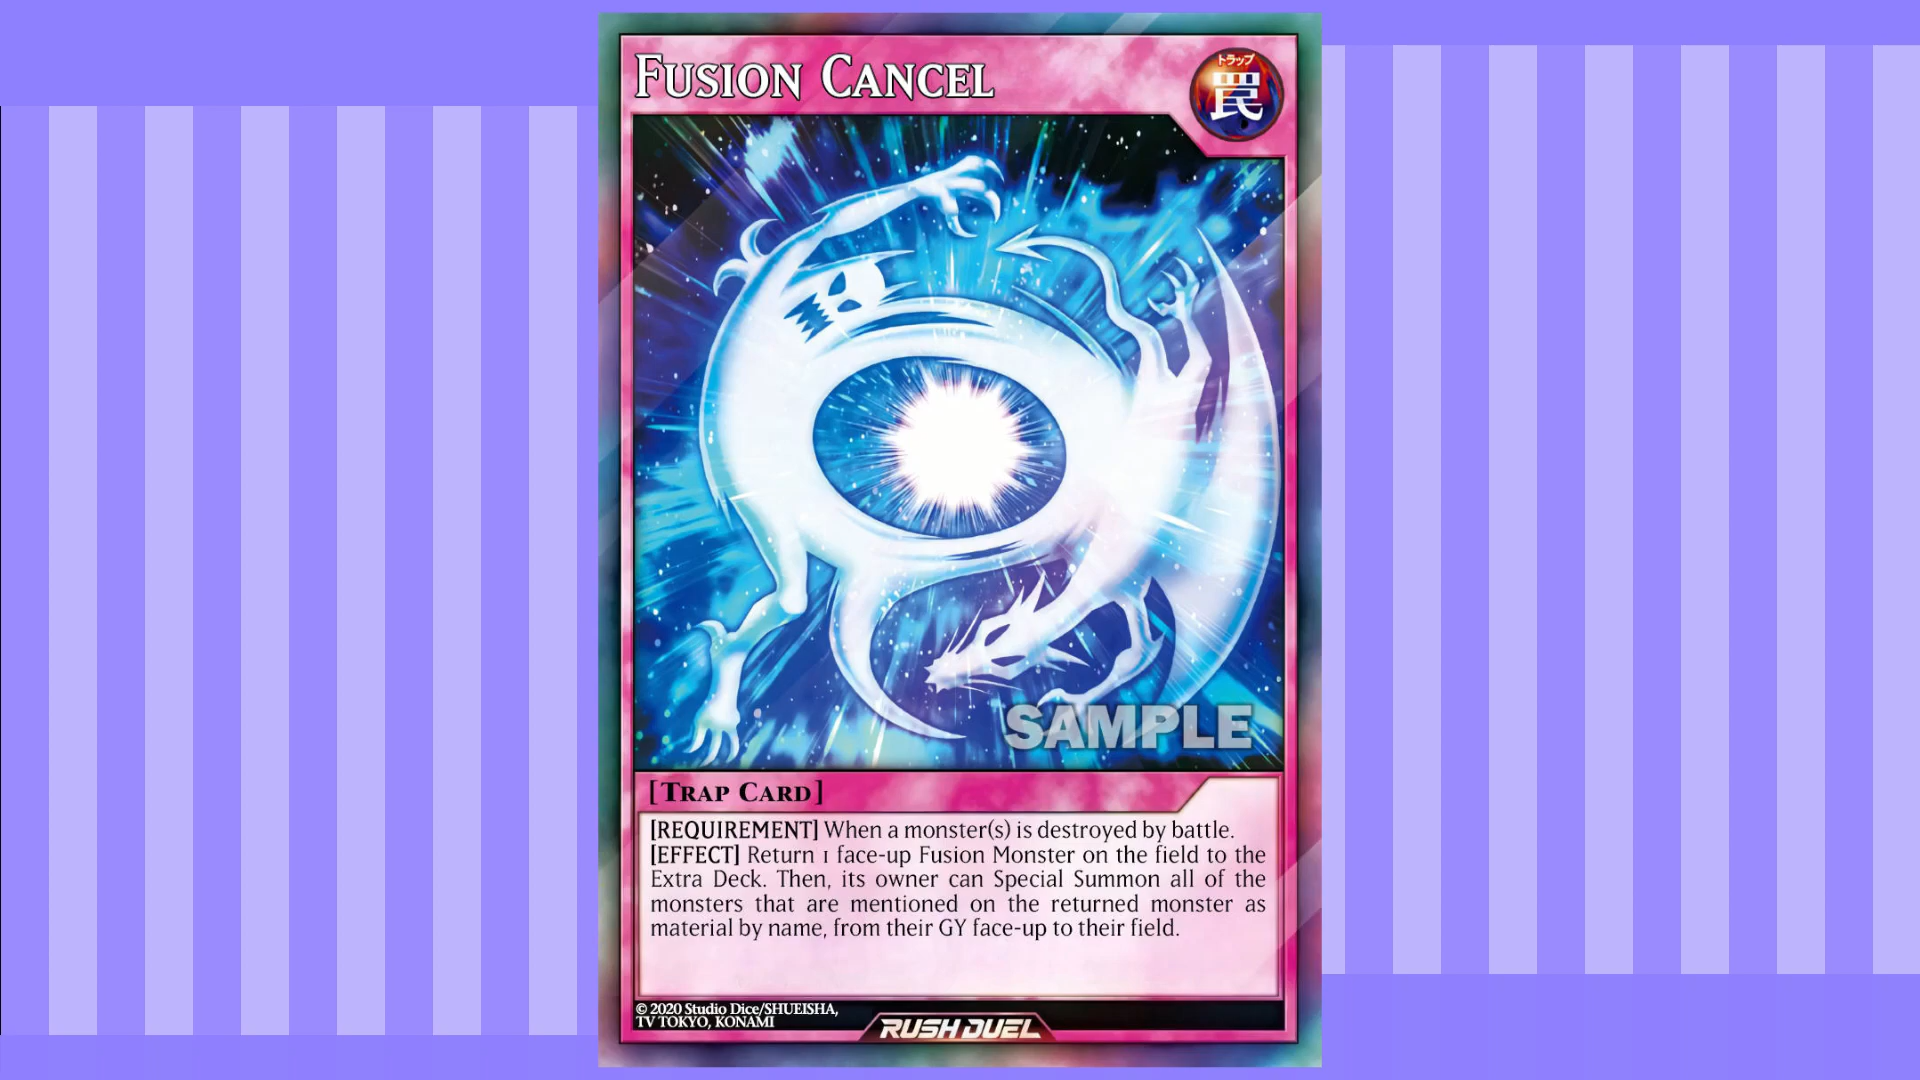 FUSION CANCEL
トラップ
罠
SAMPLE
[TRAP CARD]
[REQUIREMENT] When a monster(s) is destroyed by battle.
[EFFECT] Return 1 face-up Fusion Monster on the field to the
Extra Deck. Then, its owner can Special Summon all of the
monsters that are mentioned on the returned monster as
material by name, from their GY face-up to their field.
© 2020 Studio Dice/SHUEISHA,
TV TOKYO, KONAMI
RUSH DUEL